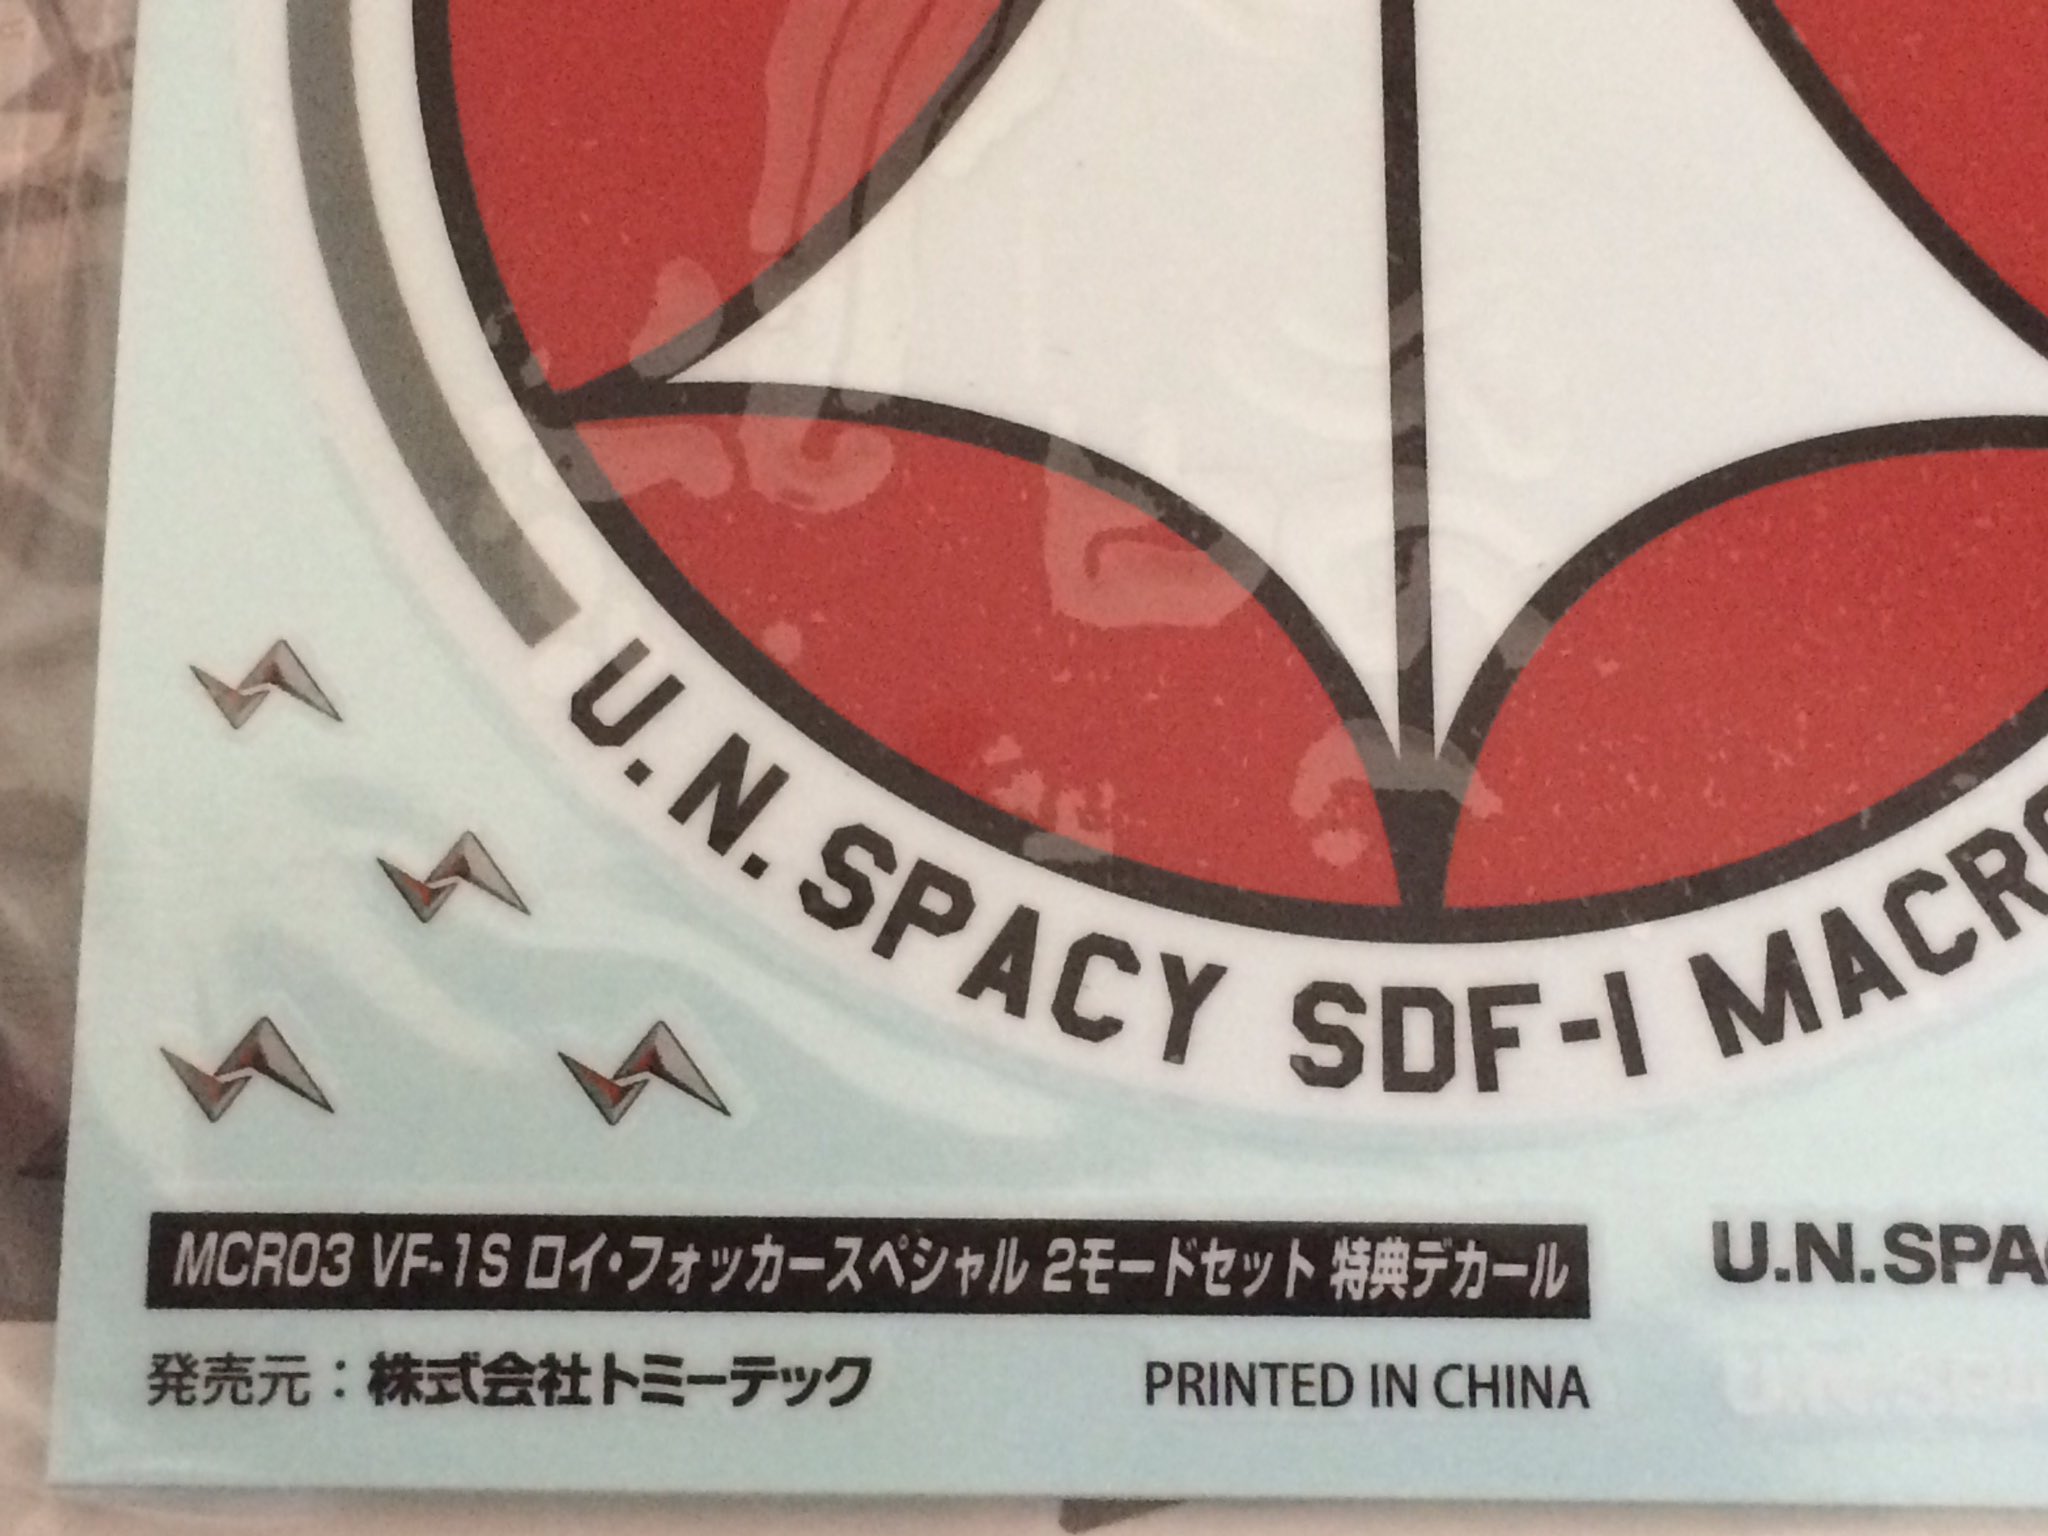 U.N. SPACY SDF-1 MACRO
MCR03 VF-1S ロイ・フォッカースペシャル 2モードセット 特典デカール
U.N.SPA
発売元：株式会社トミーテック
PRINTED IN CHINA